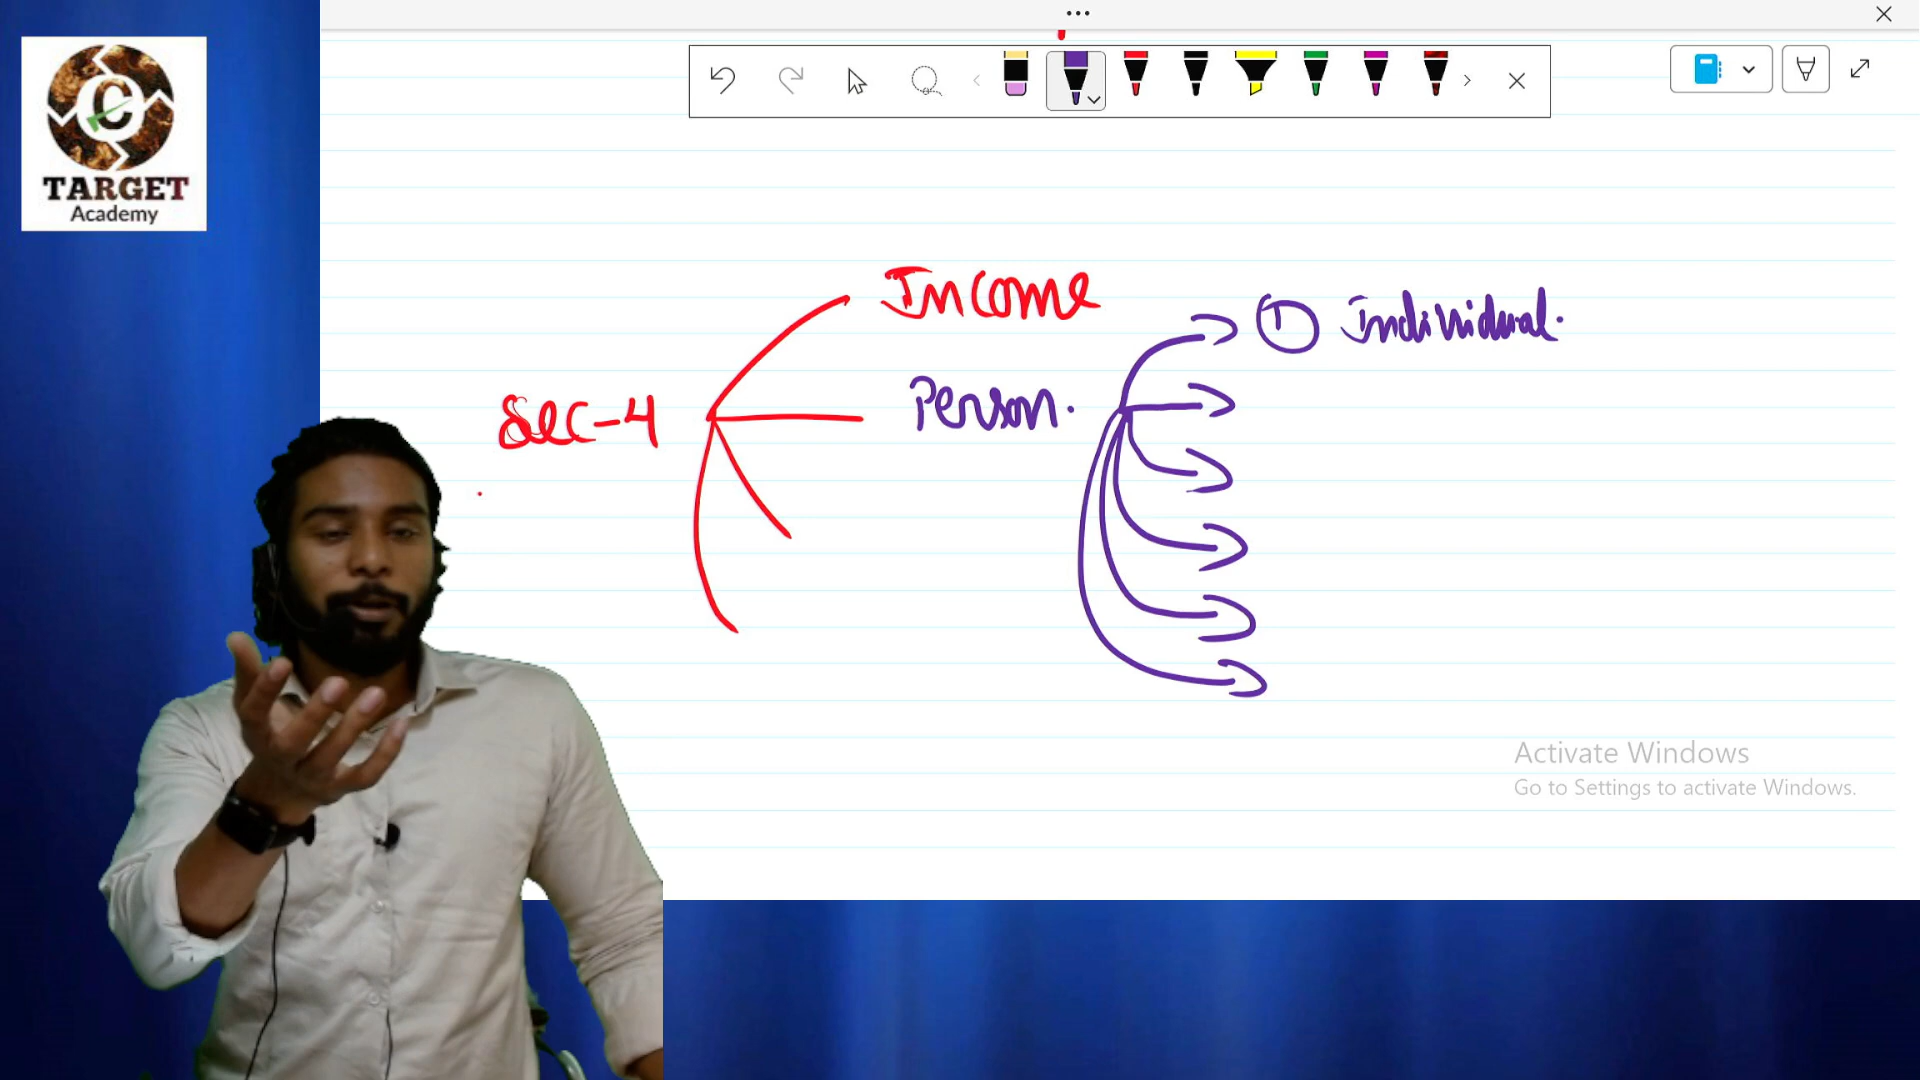 TARGET
Academy
Income
① Individual.
Person.
Sec-4
Activate Windows
Go to Settings to activate Windows.